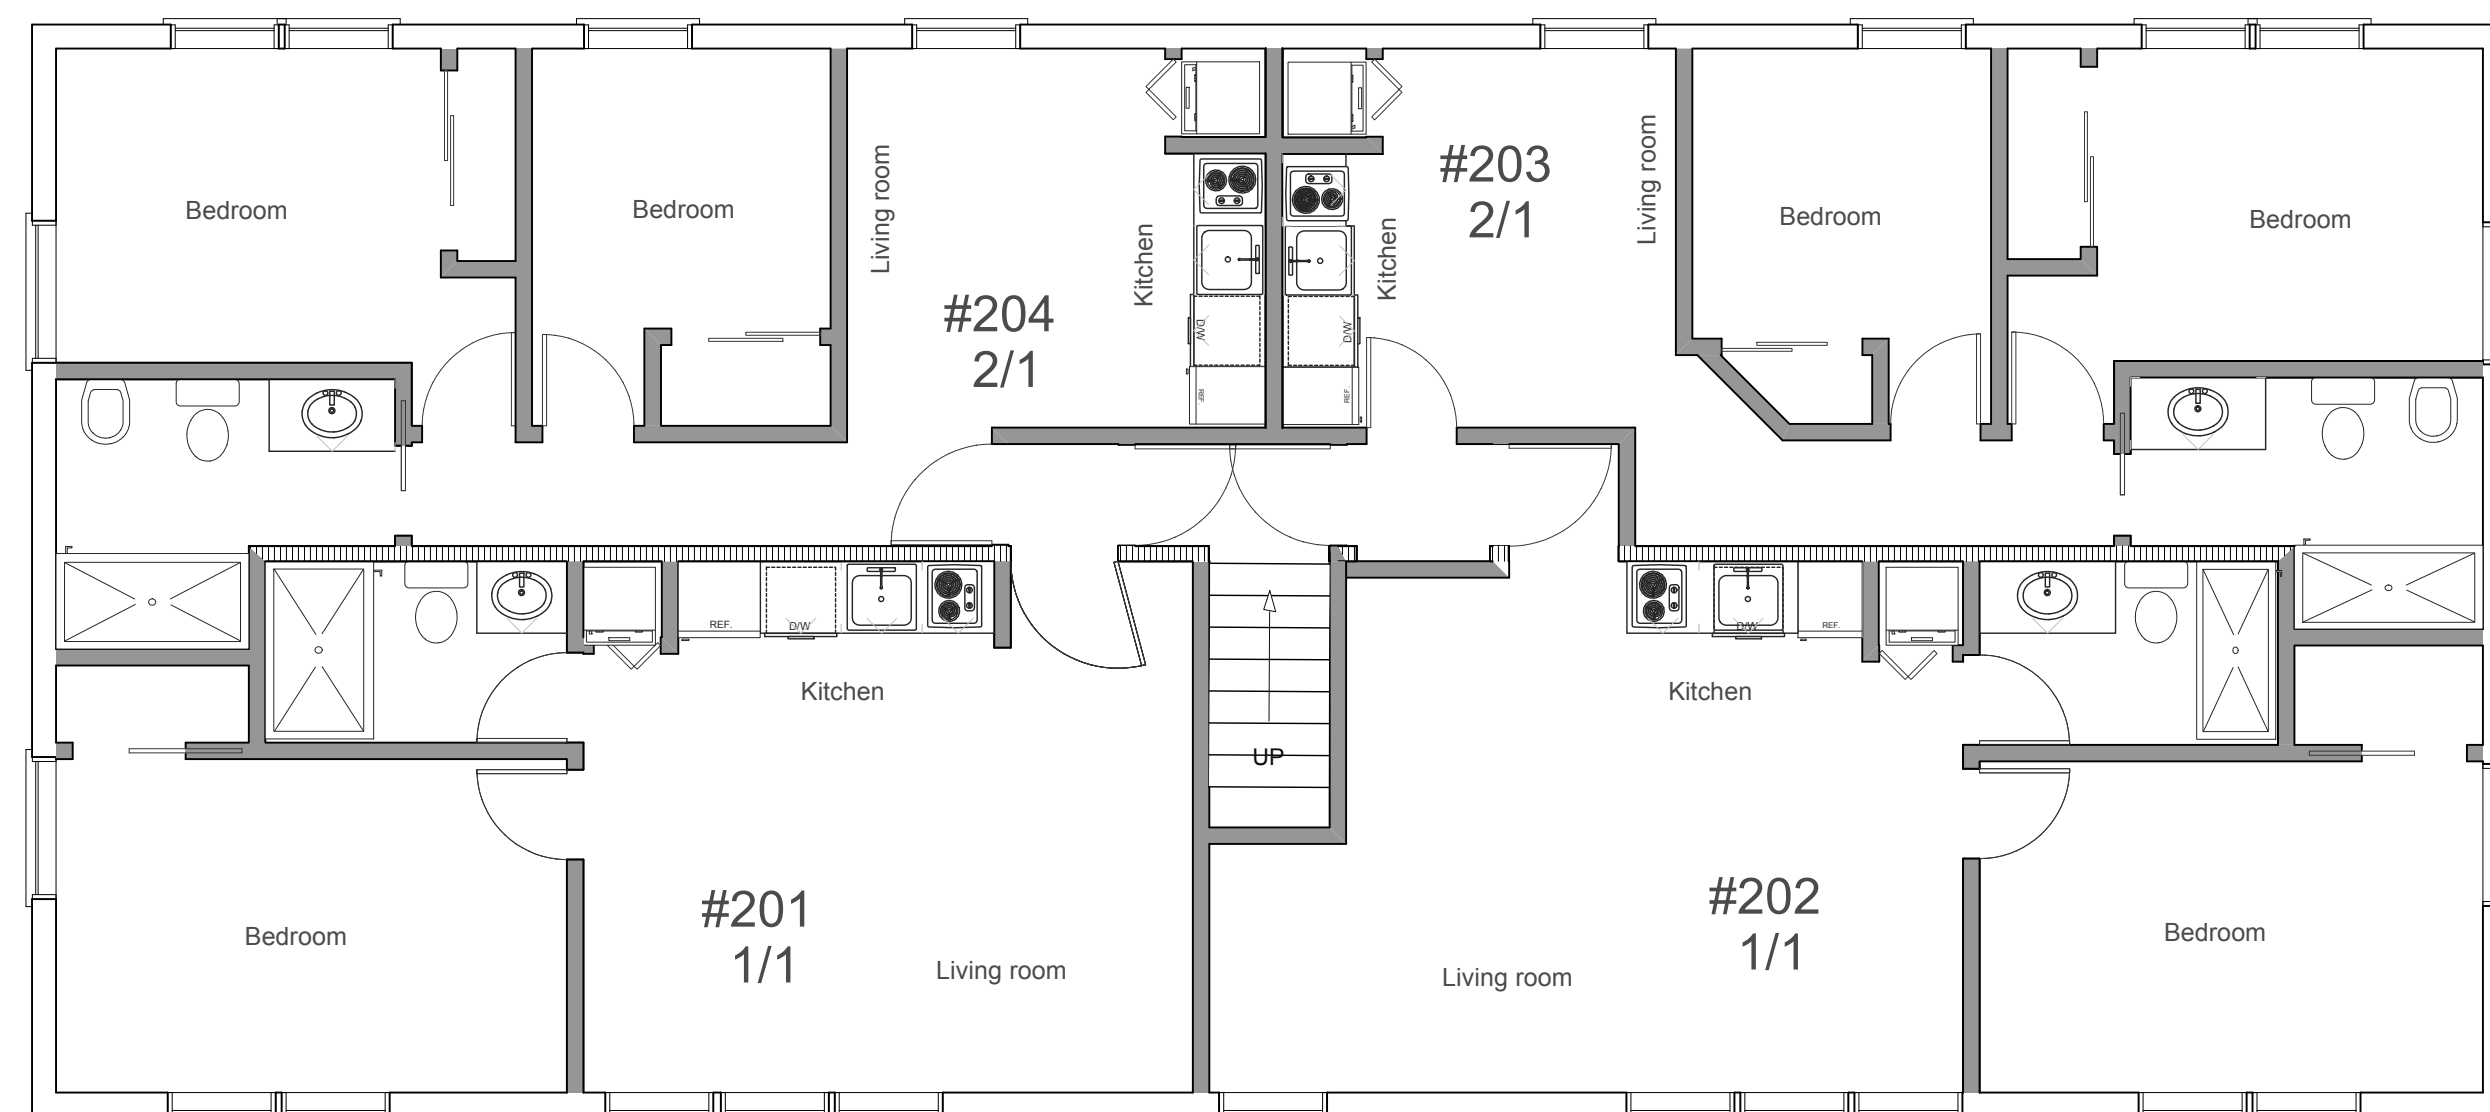 Bedroom
Bedroom
Living room
#204
2/1
Kitchen
D/W
REF
#203
2/1
Kitchen
D/W
REF.
Living room
Bedroom
Bedroom
REF.
D/W
Kitchen
UP
D/W
REF.
Kitchen
Bedroom
#201
1/1
Living room
Living room
#202
1/1
Bedroom